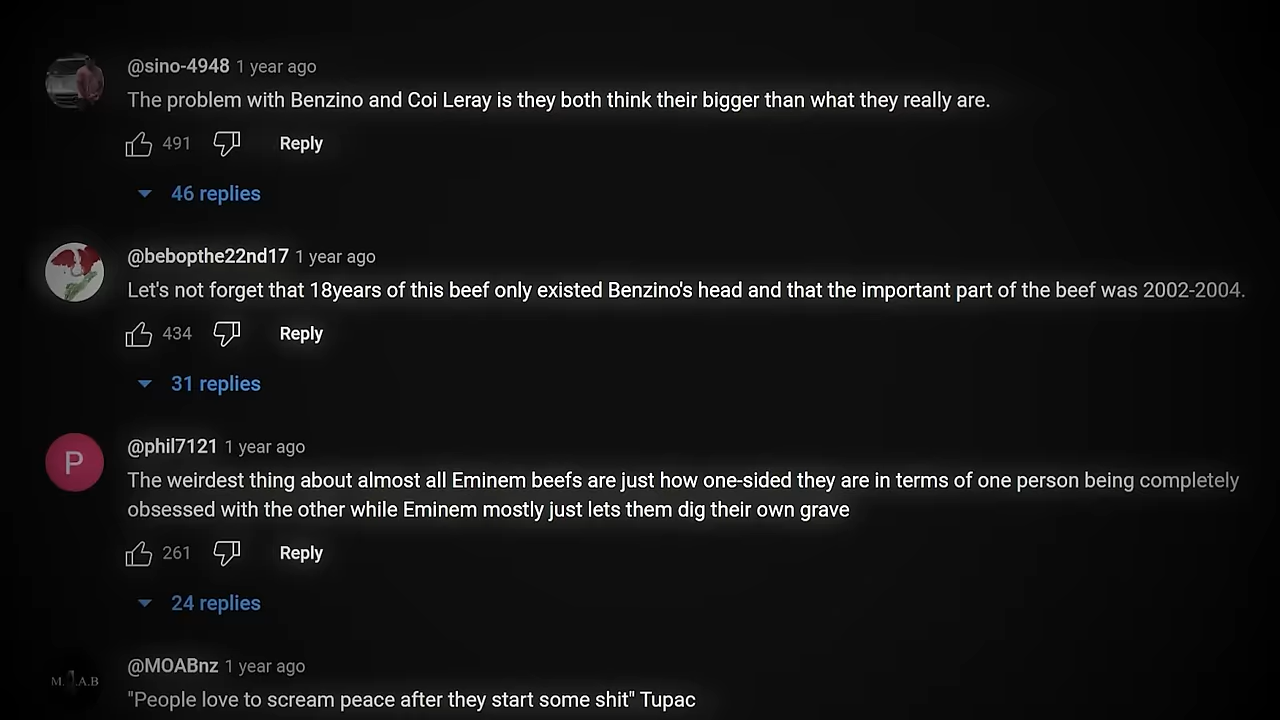 @sino-4948 1 year ago
The problem with Benzino and Coi Leray is they both think their bigger than what they really are.
491 Reply
46 replies
@bebopthe22nd17 1 year ago
Let's not forget that 18years of this beef only existed Benzino's head and that the important part of the beef was 2002-2004.
434 Reply
31 replies
P
@phil7121 1 year ago
The weirdest thing about almost all Eminem beefs are just how one-sided they are in terms of one person being completely
obsessed with the other while Eminem mostly just lets them dig their own grave
261 Reply
24 replies
@MOABnz 1 year ago
"People love to scream peace after they start some shit" Tupac